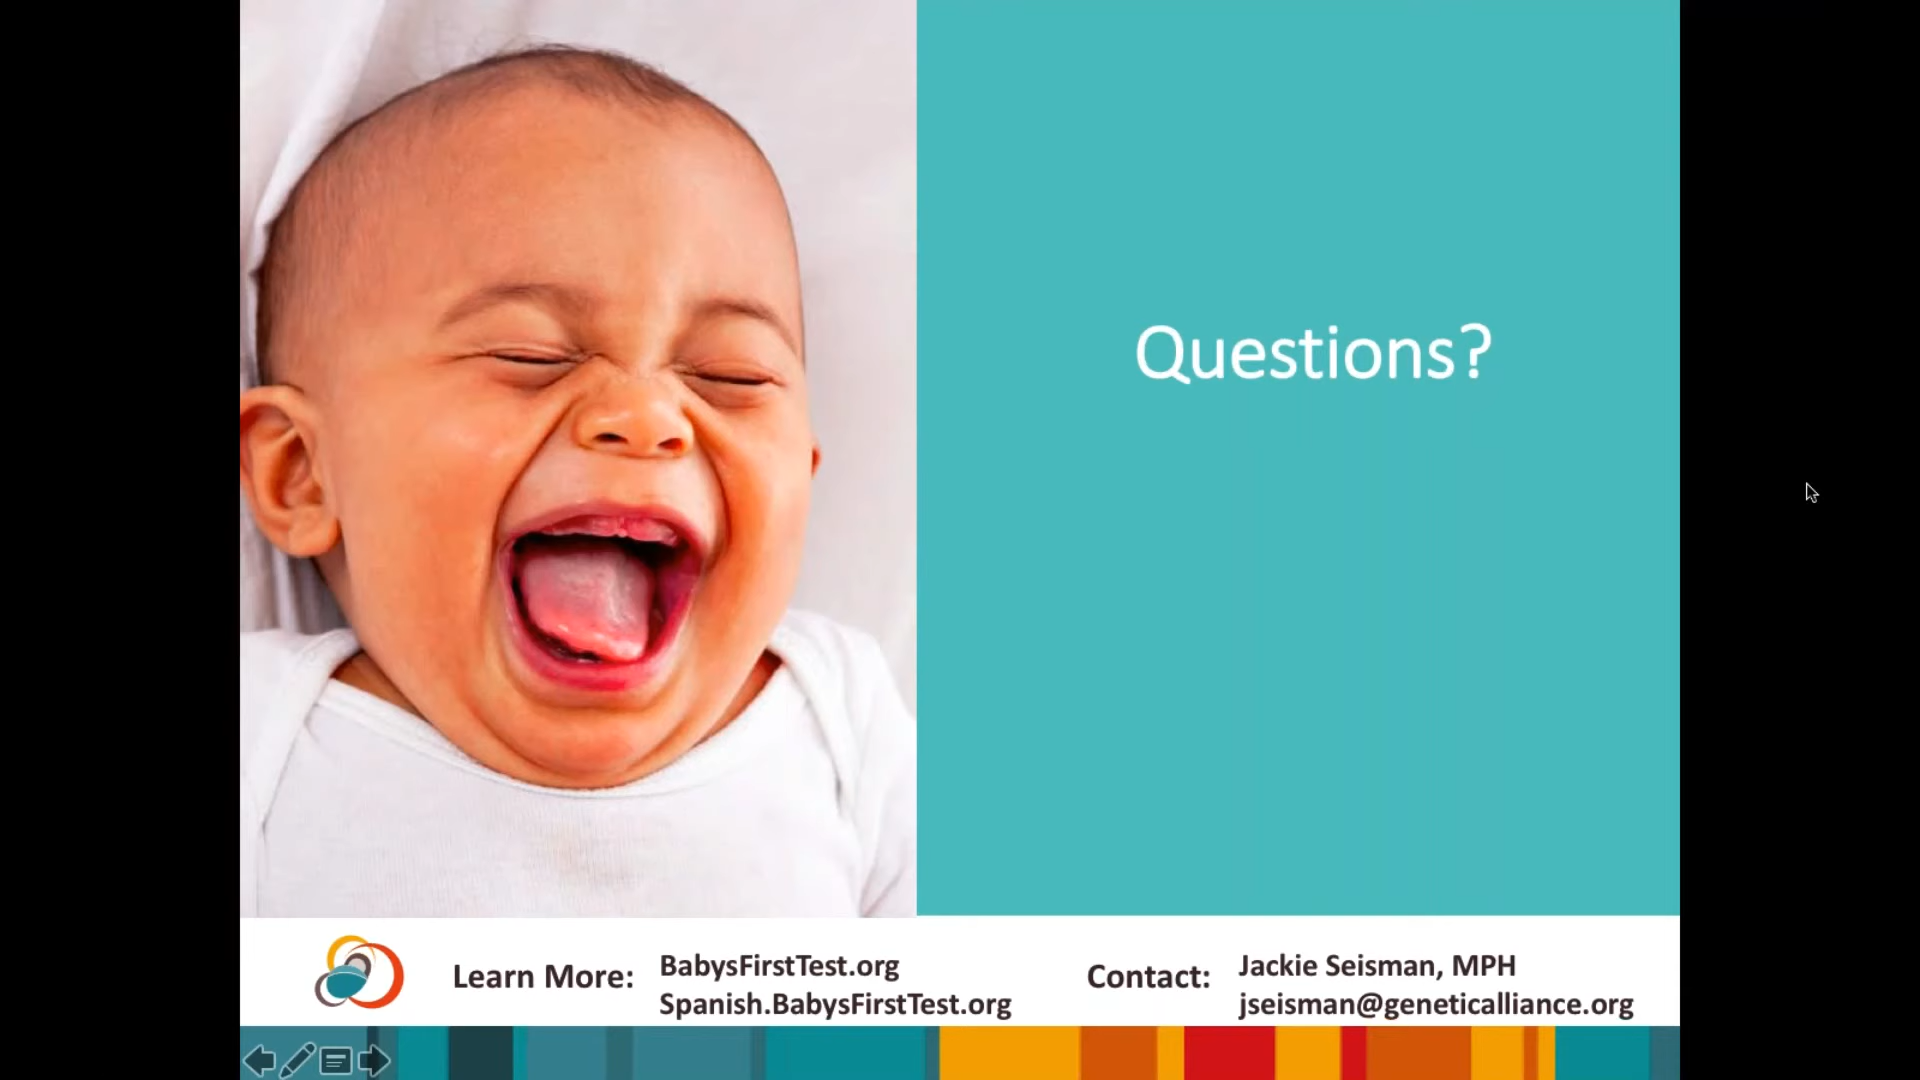 Questions?
Learn More:
BabysFirstTest.org
Spanish.BabysFirstTest.org
Contact:
Jackie Seisman, MPH
jseisman@geneticalliance.org